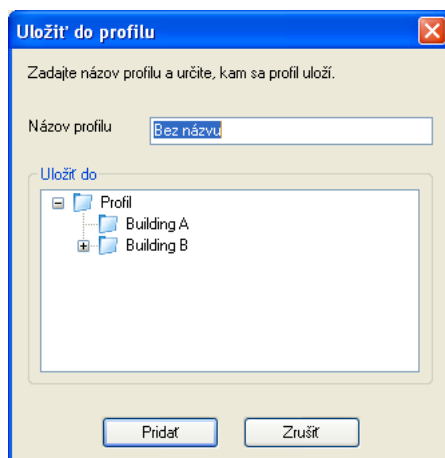 Uložiť do profilu
Zadajte názov profilu a určite, kam sa profil uloží.
Názov profilu Bez názvu
Uložiť do
Profil
Building A
Building B
Pridať Zrušiť